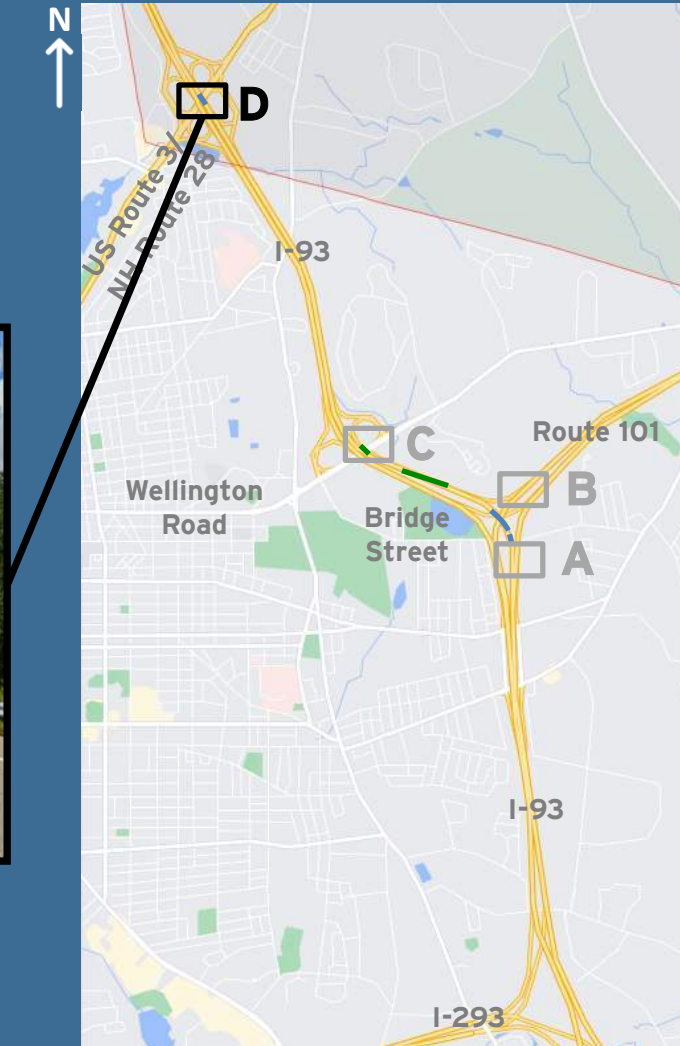 N
D
US Route 3/
NH Route 28
I-93
C
Route 101
Wellington
Road
B
Bridge
Street
A
I-93
I-293